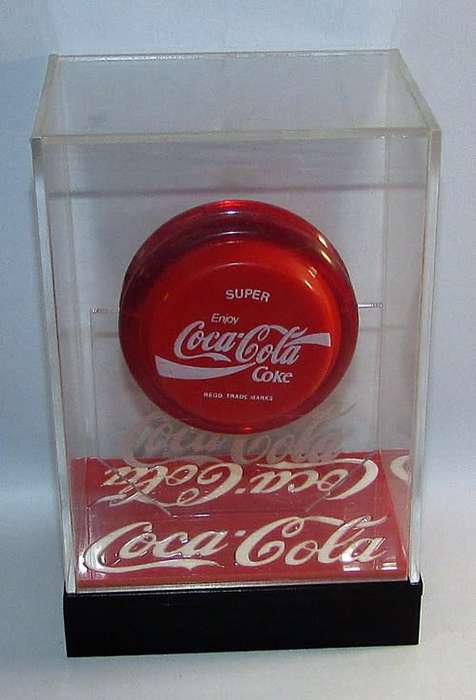 SUPER
Enjoy
Coca-Cola
Coke
REGD. TRADE MARKS
Coca-Cola
Coca-Cola
Coca-Cola